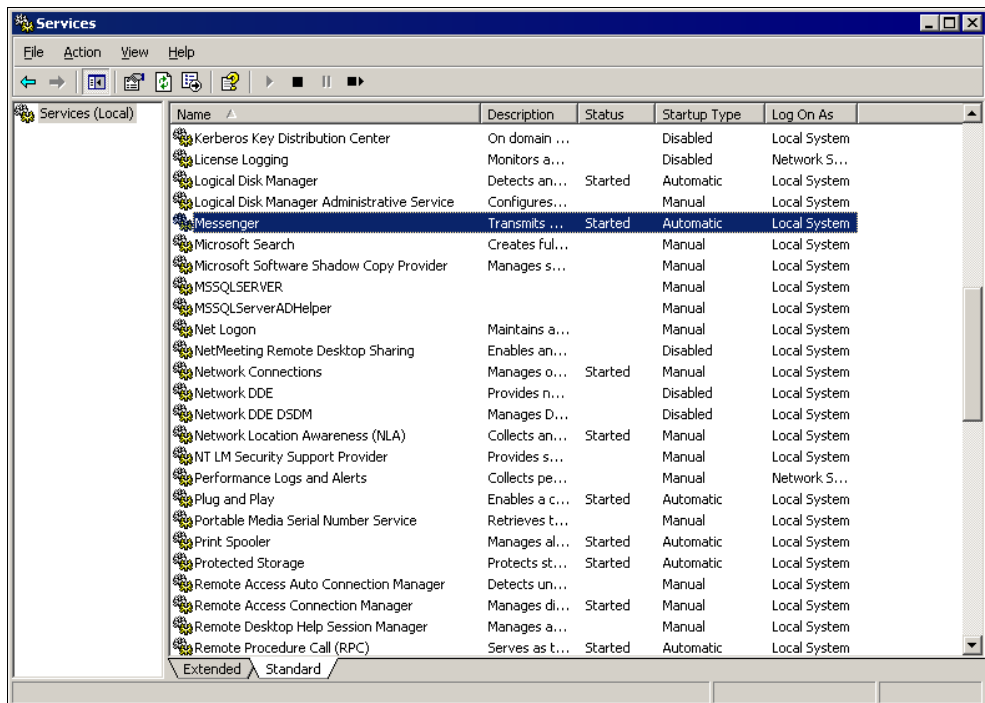 Services
File Action View Help
Services (Local)
Name Description Status Startup Type Log On As
Kerberos Key Distribution Center On domain ... Disabled Local System
License Logging Monitors a... Disabled Network S...
Logical Disk Manager Detects an... Started Automatic Local System
Logical Disk Manager Administrative Service Configures... Manual Local System
Messenger Transmits ... Started Automatic Local System
Microsoft Search Creates ful... Manual Local System
Microsoft Software Shadow Copy Provider Manages s... Manual Local System
MSSQLSERVER Manual Local System
MSSQLServerADHelper Manual Local System
Net Logon Maintains a... Manual Local System
NetMeeting Remote Desktop Sharing Enables an... Disabled Local System
Network Connections Manages o... Started Manual Local System
Network DDE Provides n... Disabled Local System
Network DDE DSDM Manages D... Disabled Local System
Network Location Awareness (NLA) Collects an... Started Manual Local System
NT LM Security Support Provider Provides s... Manual Local System
Performance Logs and Alerts Collects pe... Manual Network S...
Plug and Play Enables a c... Started Automatic Local System
Portable Media Serial Number Service Retrieves t... Manual Local System
Print Spooler Manages al... Started Automatic Local System
Protected Storage Protects st... Started Automatic Local System
Remote Access Auto Connection Manager Detects un... Manual Local System
Remote Access Connection Manager Manages di... Started Manual Local System
Remote Desktop Help Session Manager Manages a... Manual Local System
Remote Procedure Call (RPC) Serves as t... Started Automatic Local System
Extended Standard